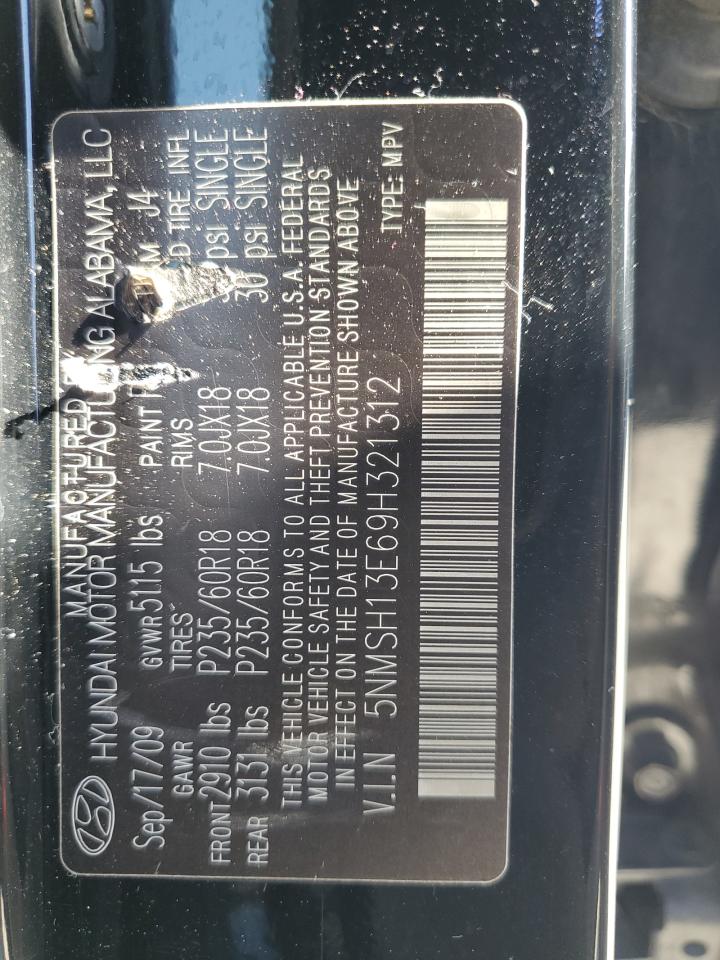 MANUFACTURED
HYUNDAI MOTOR MANUFACTURING ALABAMA, LLC
Sep/17/09 GVWR 5115 lbs PAINT J4
GAWR TIRES RIMS TIRE INFL
FRONT 2910 lbs P235/60R18 7.0JX18 psi SINGLE
REAR 3131 lbs P235/60R18 7.0JX18 30 psi SINGLE
THIS VEHICLE CONFORMS TO ALL APPLICABLE U.S.A. FEDERAL
MOTOR VEHICLE SAFETY AND THEFT PREVENTION STANDARDS
IN EFFECT ON THE DATE OF MANUFACTURE SHOWN ABOVE
V.I.N 5NMSH13E69H321312 TYPE: MPV